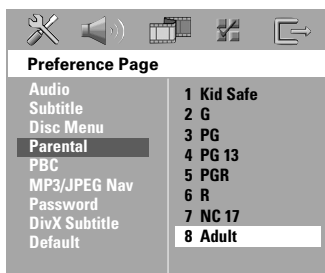 Preference Page
Audio
Subtitle
Disc Menu
Parental
PBC
MP3/JPEG Nav
Password
DivX Subtitle
Default
1 Kid Safe
2 G
3 PG
4 PG 13
5 PGR
6 R
7 NC 17
8 Adult